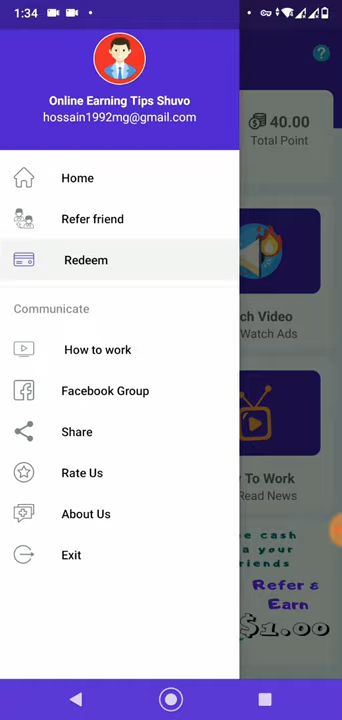 1:34
Online Earning Tips Shuvo
hossain1992mg@gmail.com
40.00
Total Point
Home
Refer friend
Redeem
Communicate
ch Video
Watch Ads
How to work
Facebook Group
Share
Rate Us
y To Work
Read News
About Us
Exit
e cash
a your
riends
Refer &
Earn
$1.00